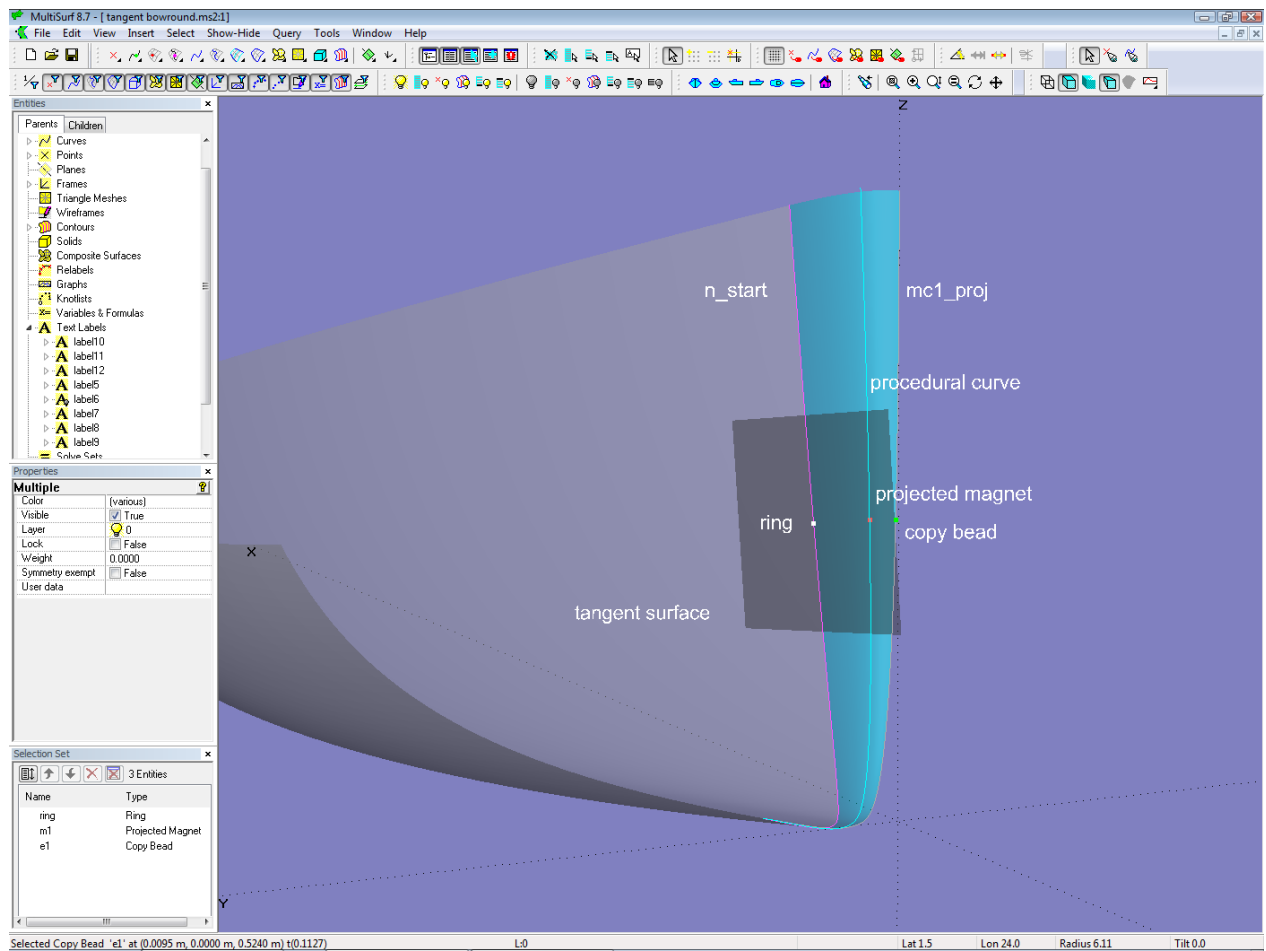 MultiSurf 8.7 - [ tangent bowround.ms2:1]
File Edit View Insert Select Show-Hide Query Tools Window Help
Entities
Parents Children
Curves
Points
Planes
Frames
Triangle Meshes
Wireframes
Contours
Solids
Composite Surfaces
Relabels
Graphs
Knotlists
Variables & Formulas
Text Labels
label10
label11
label12
label5
label6
label7
label8
label9
Solve Sets
Properties
Multiple
Color {various}
Visible True
Layer 0
Lock False
Weight 0.0000
Symmetry exempt False
User data
Selection Set
3 Entities
Name Type
ring Ring
m1 Projected Magnet
e1 Copy Bead
Z
n_start
mc1_proj
procedural curve
projected magnet
ring
copy bead
X
tangent surface
Y
Selected Copy Bead 'e1' at (0.0095 m, 0.0000 m, 0.5240 m) t(0.1127) L:0 Lat 1.5 Lon 24.0 Radius 6.11 Tilt 0.0